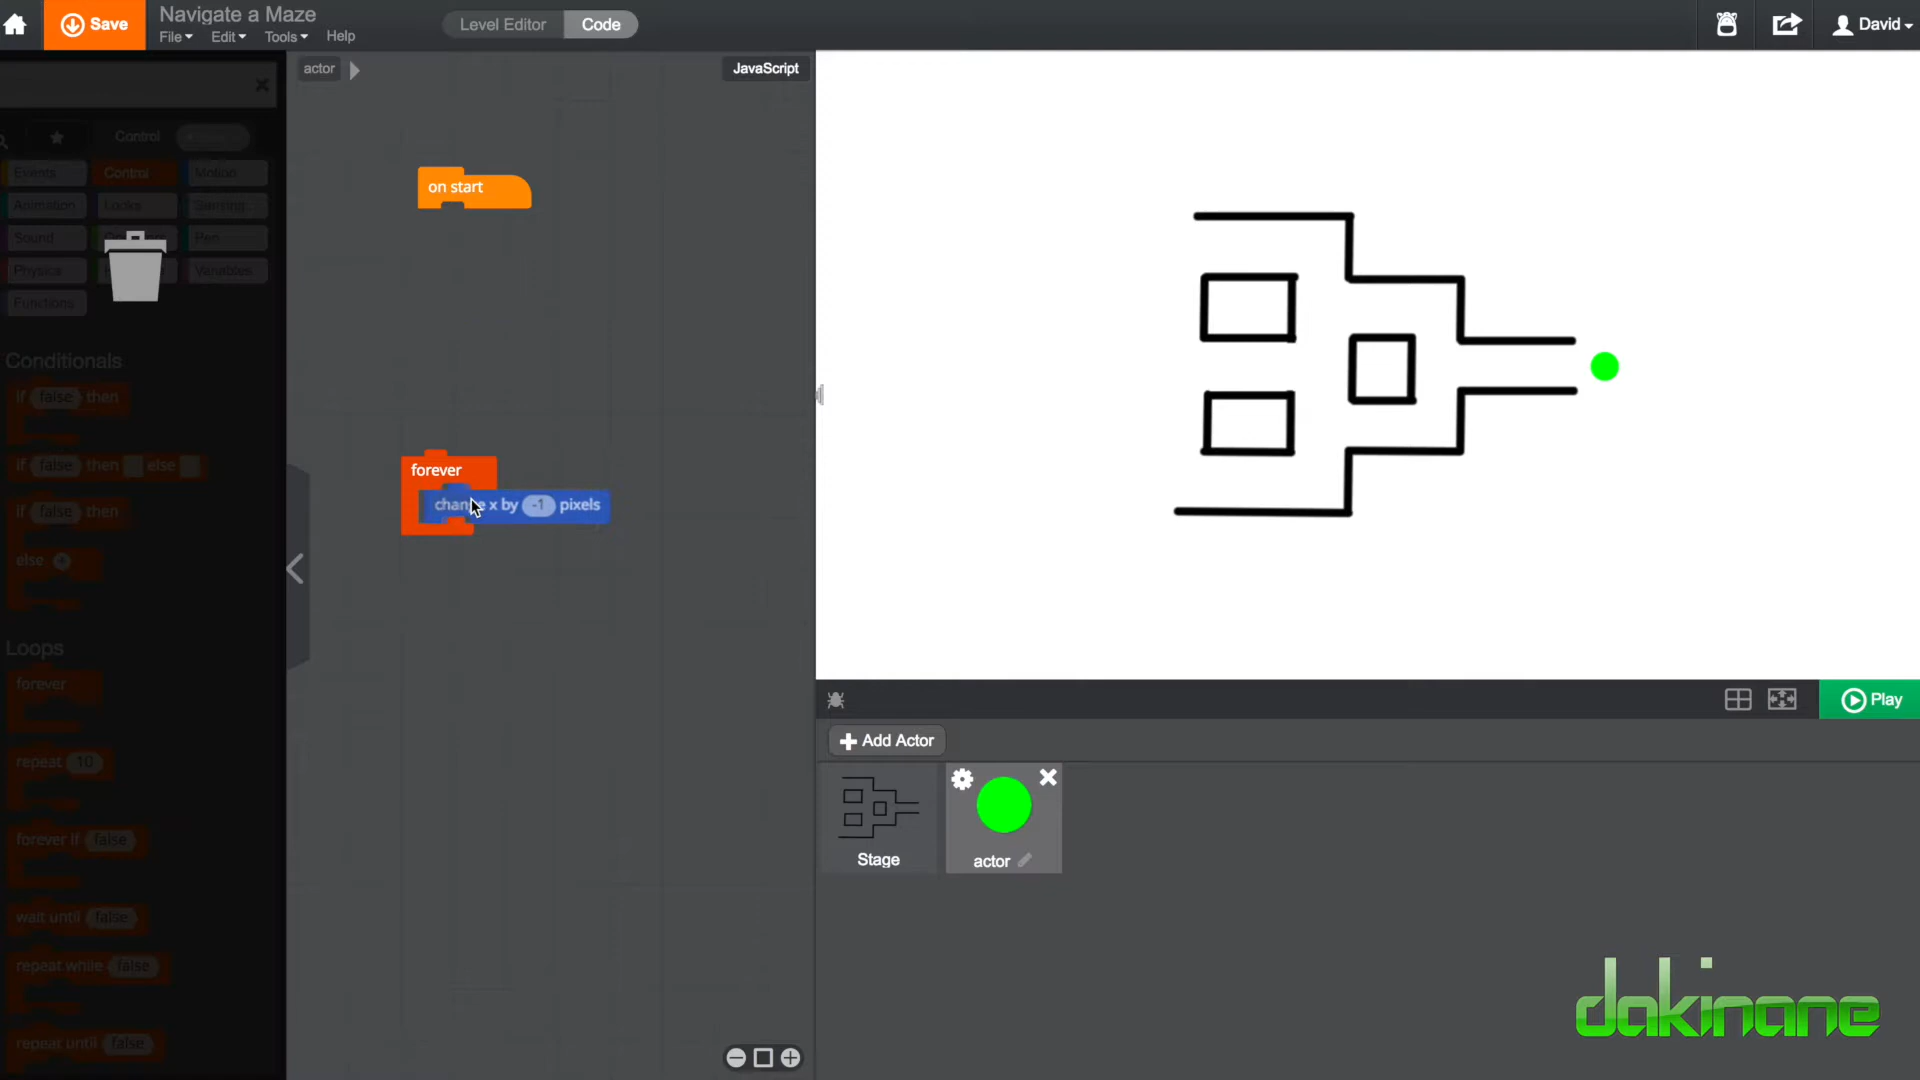 Save
Navigate a Maze
File Edit Tools Help
Level Editor Code
David
actor
JavaScript
Control
Events Control Motion
Animation Looks Sensing
Sound Pen
Physics Variables
Functions
on start
Conditionals
if false then
if false then else
if false then
else
forever
change x by -1 pixels
Loops
forever
repeat 10
forever if false
wait until false
repeat while false
repeat until false
Play
Add Actor
Stage
actor
dakinane